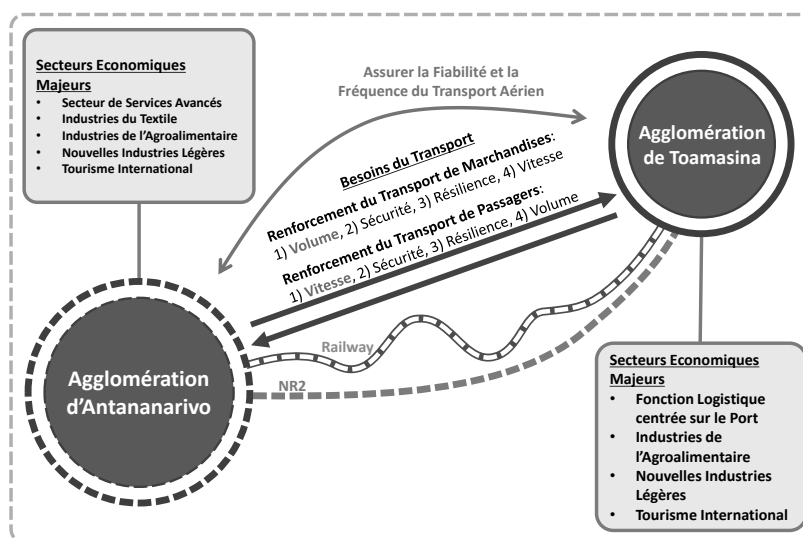 Secteurs Economiques
Majeurs
• Secteur de Services Avancés
• Industries du Textile
• Industries de l'Agroalimentaire
• Nouvelles Industries Légères
• Tourisme International
Assurer la Fiabilité et la
Fréquence du Transport Aérien
Agglomération
de Toamasina
Besoins du Transport
Renforcement du Transport de Marchandises:
1) Volume, 2) Sécurité, 3) Résilience, 4) Vitesse
Renforcement du Transport de Passagers:
1) Vitesse, 2) Sécurité, 3) Résilience, 4) Volume
Railway
NR2
Agglomération
d'Antananarivo
Secteurs Economiques
Majeurs
• Fonction Logistique
centrée sur le Port
• Industries de
l'Agroalimentaire
• Nouvelles Industries
Légères
• Tourisme International